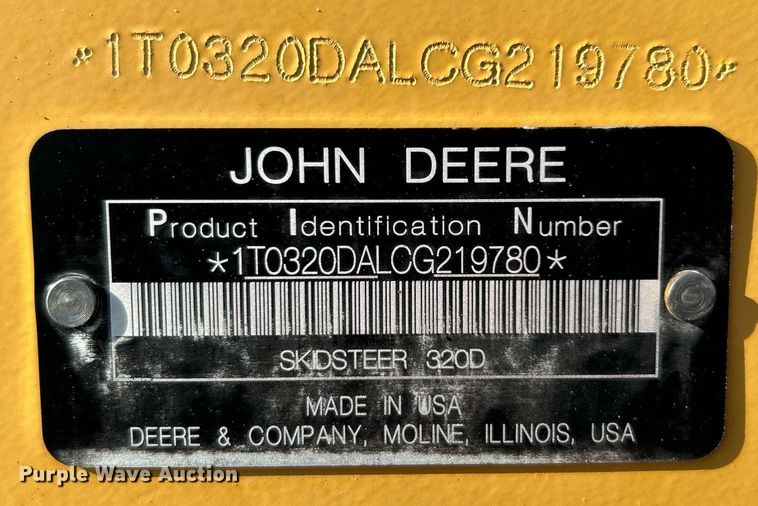 *1T0320DALCG219780*
JOHN DEERE
Product Identification Number
*1T0320DALCG219780*
SKIDSTEER 320D
MADE IN USA
DEERE & COMPANY, MOLINE, ILLINOIS, USA
Purple Wave Auction